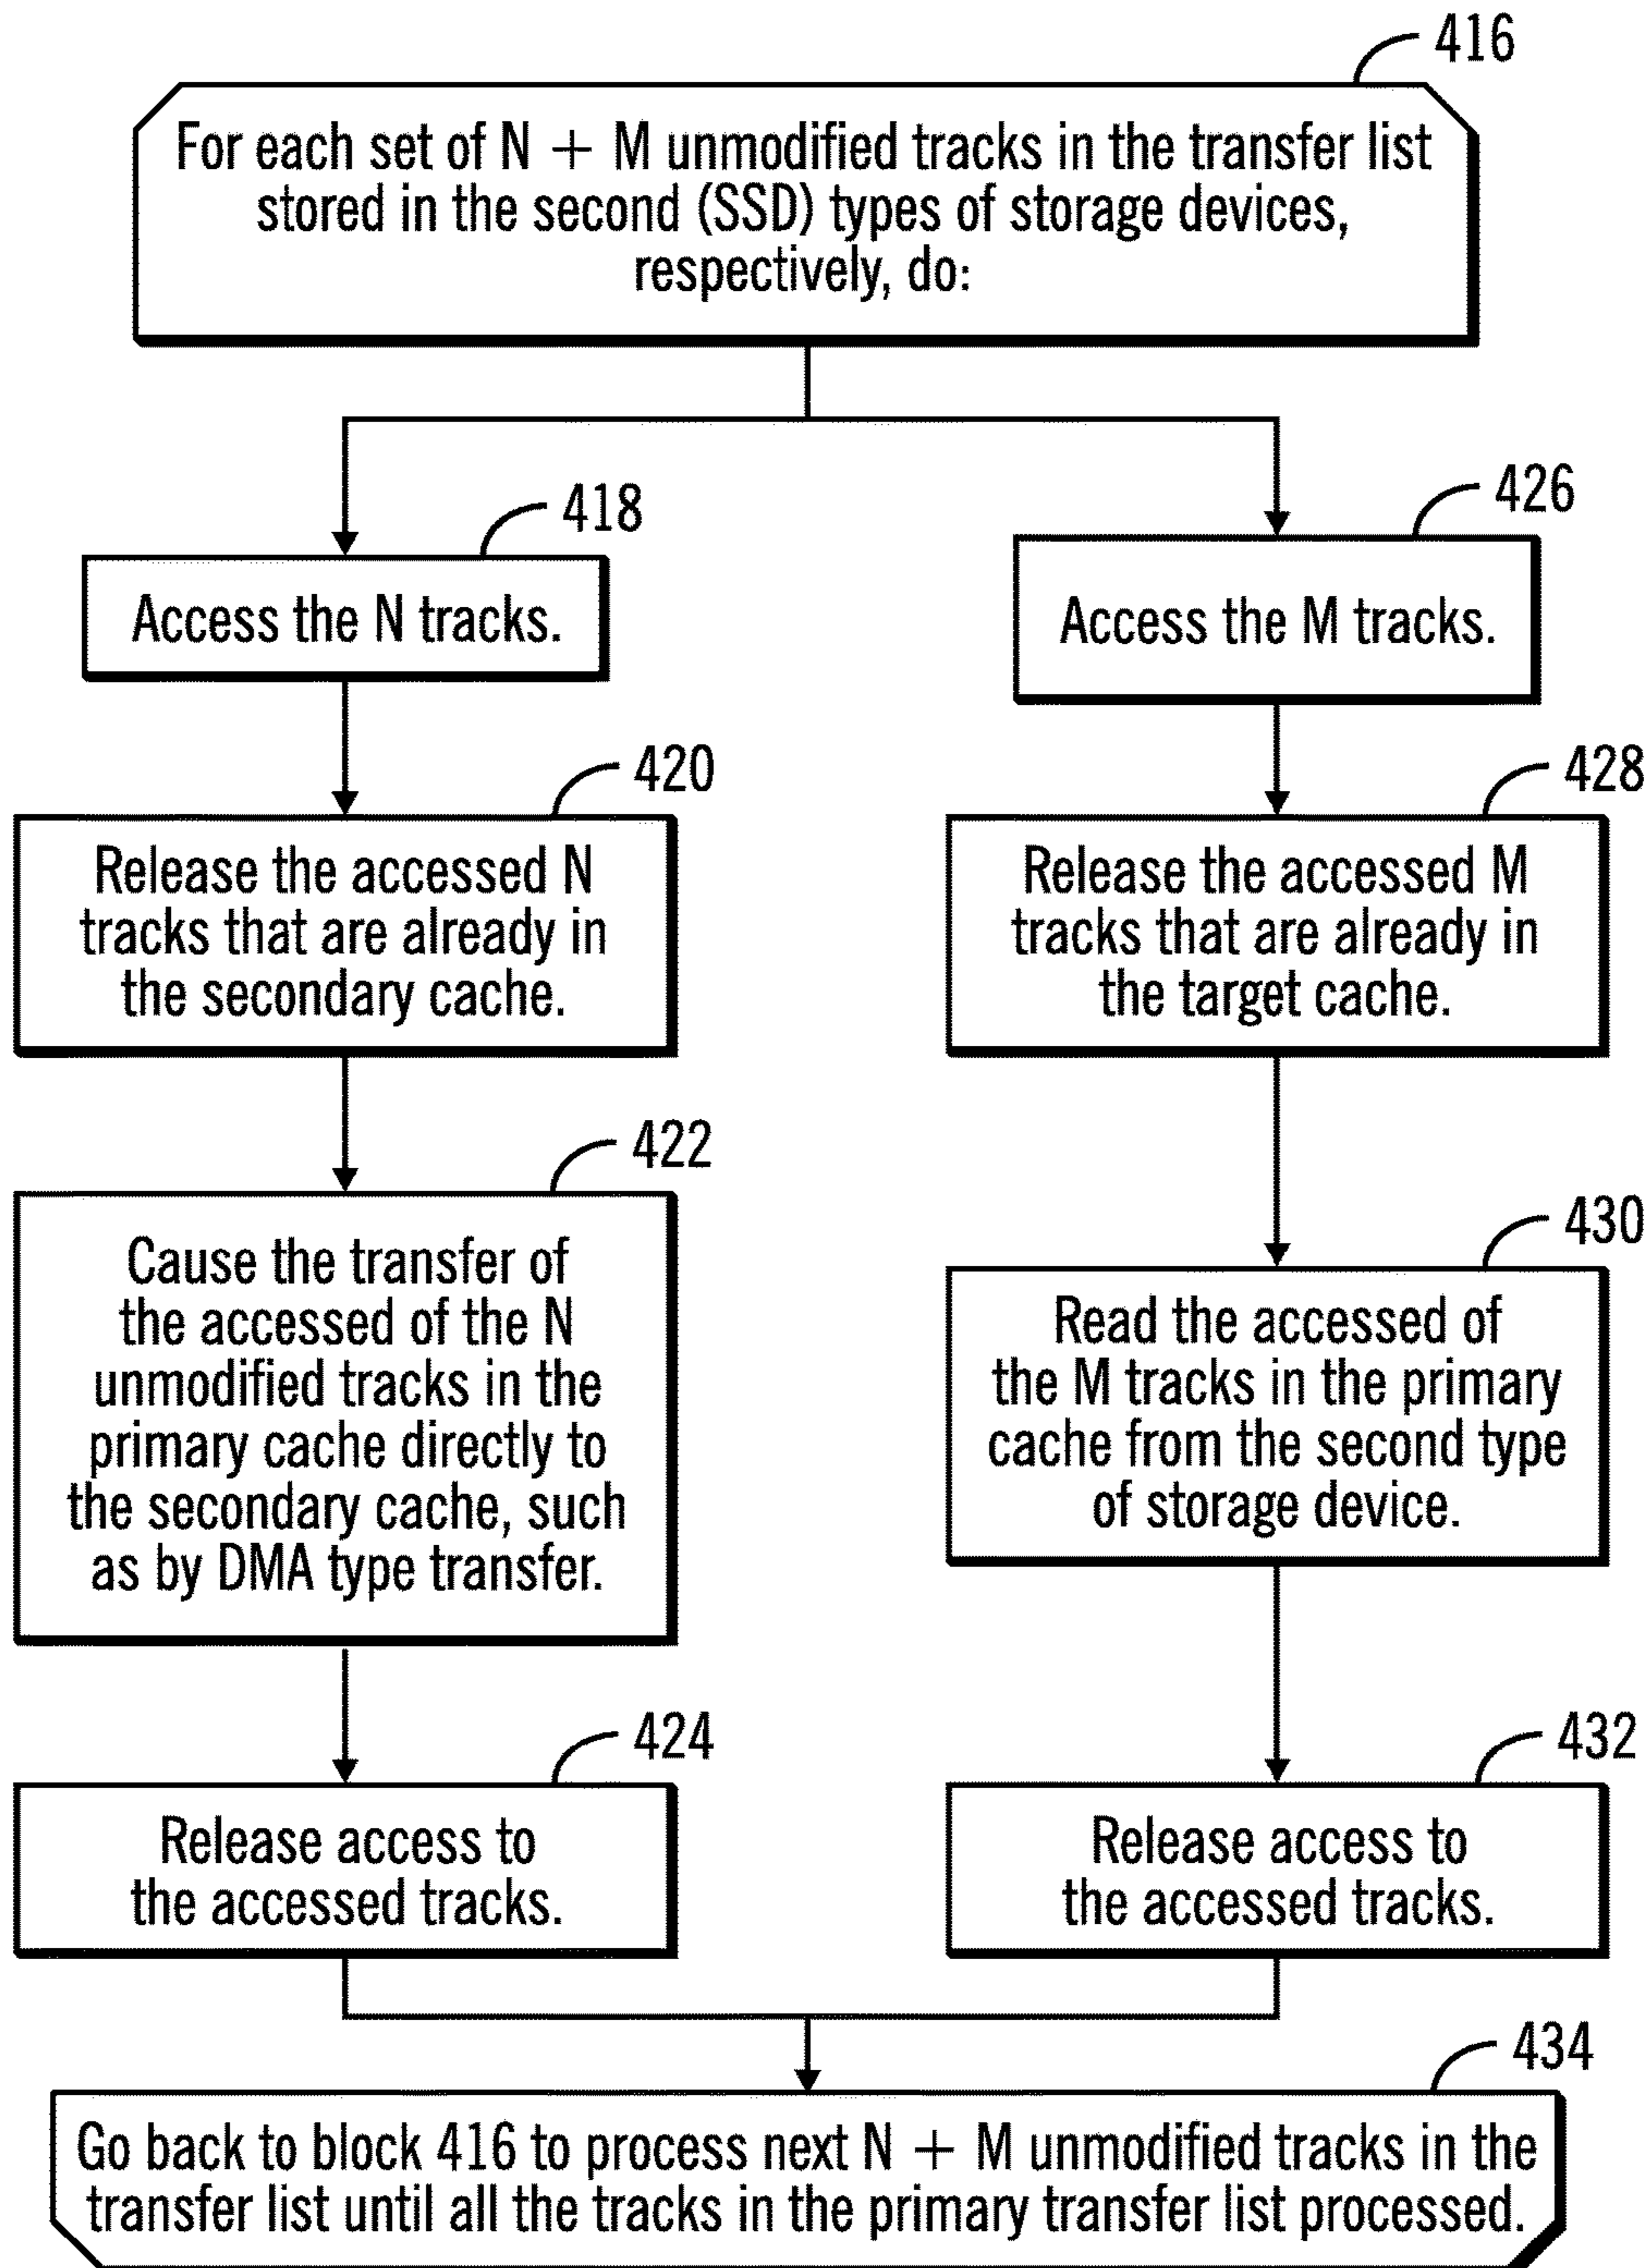 416
For each set of N + M unmodified tracks in the transfer list
stored in the second (SSD) types of storage devices,
respectively, do:
418
Access the N tracks.
420
Release the accessed N
tracks that are already in
the secondary cache.
422
Cause the transfer of
the accessed of the N
unmodified tracks in the
primary cache directly to
the secondary cache, such
as by DMA type transfer.
424
Release access to
the accessed tracks.
426
Access the M tracks.
428
Release the accessed M
tracks that are already in
the target cache.
430
Read the accessed of
the M tracks in the primary
cache from the second type
of storage device.
432
Release access to
the accessed tracks.
434
Go back to block 416 to process next N + M unmodified tracks in the
transfer list until all the tracks in the primary transfer list processed.